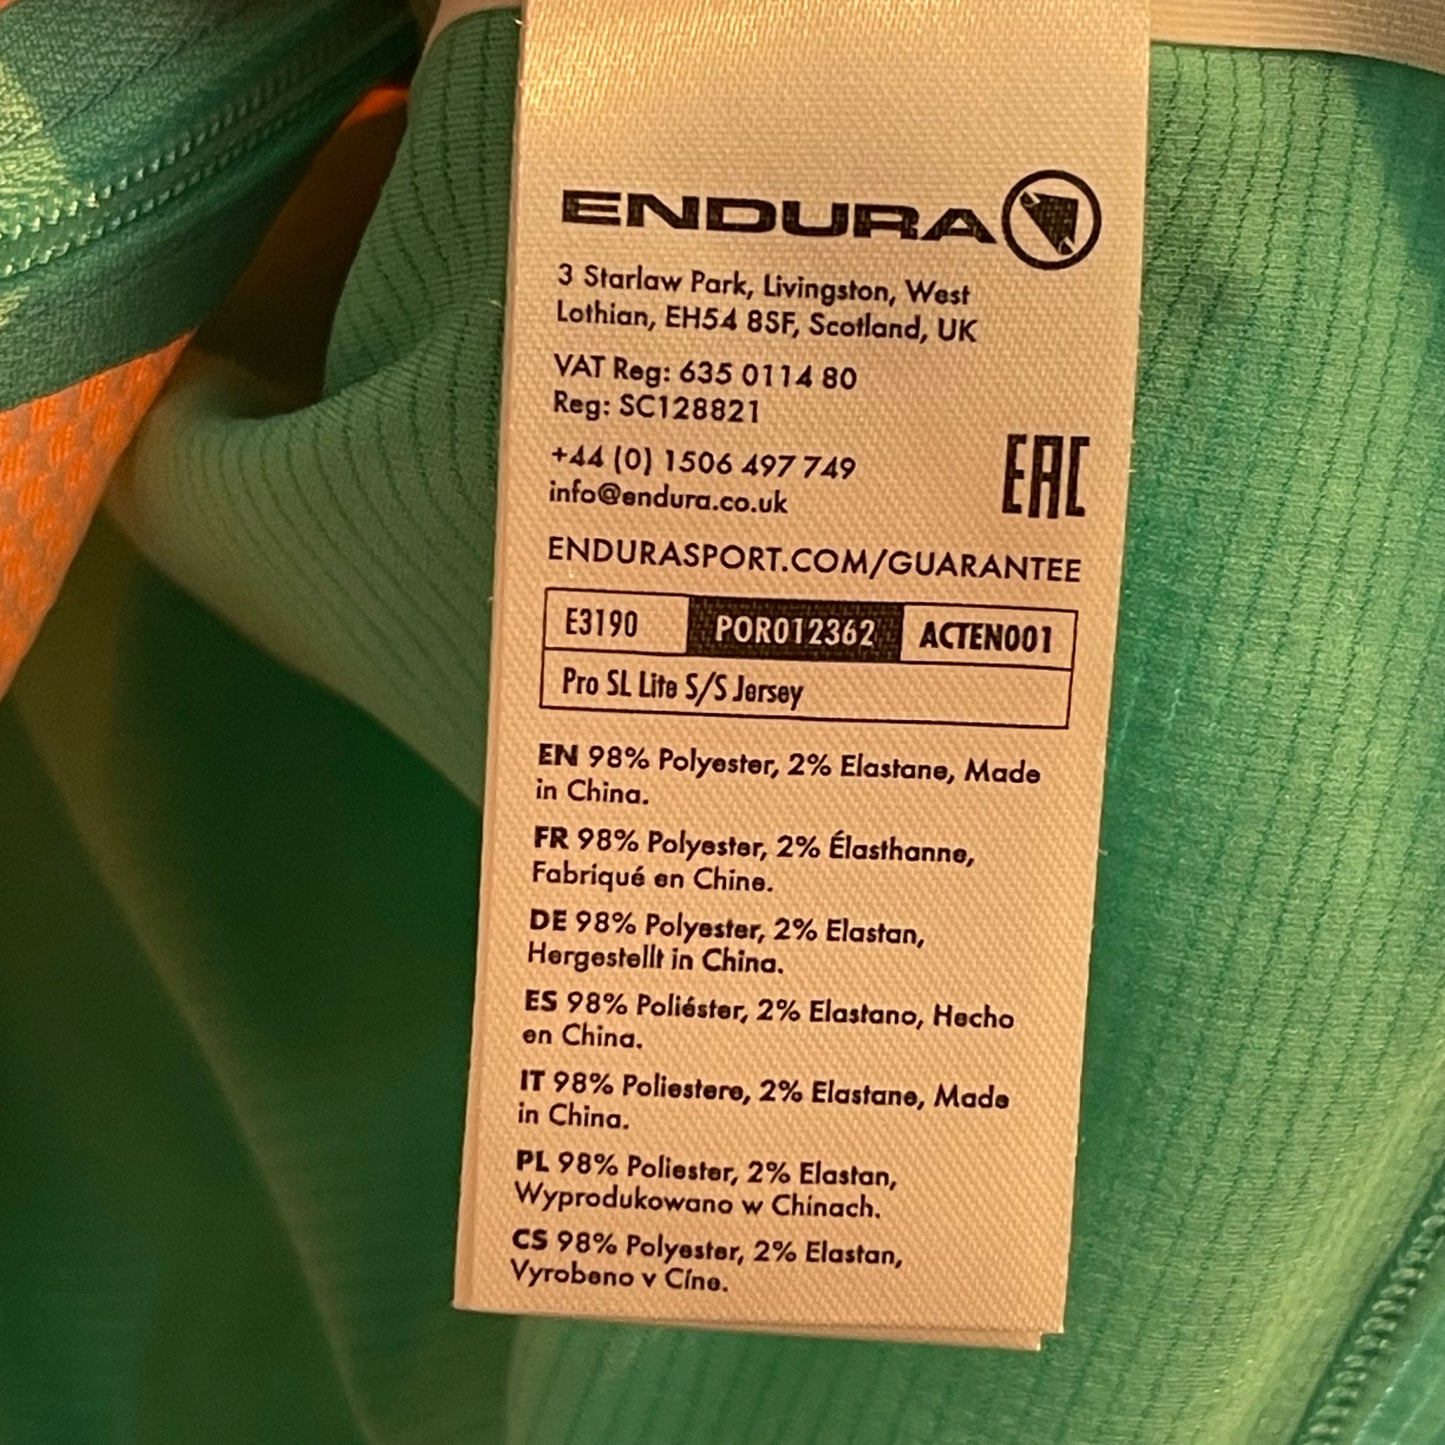 ENDURA
3 Starlaw Park, Livingston, West
Lothian, EH54 8SF, Scotland, UK
VAT Reg: 635 0114 80
Reg: SC128821
+44 (0) 1506 497 749
info@endura.co.uk
EAC
ENDURASPORT.COM/GUARANTEE
E3190 POR012362 ACTEN001
Pro SL Lite S/S Jersey
EN 98% Polyester, 2% Elastane, Made
in China.
FR 98% Polyester, 2% Élasthanne,
Fabriqué en Chine.
DE 98% Polyester, 2% Elastan,
Hergestellt in China.
ES 98% Poliéster, 2% Elastano, Hecho
en China.
IT 98% Poliestere, 2% Elastane, Made
in China.
PL 98% Poliester, 2% Elastan,
Wyprodukowano w Chinach.
CS 98% Polyester, 2% Elastan,
Vyrobeno v Cíne.